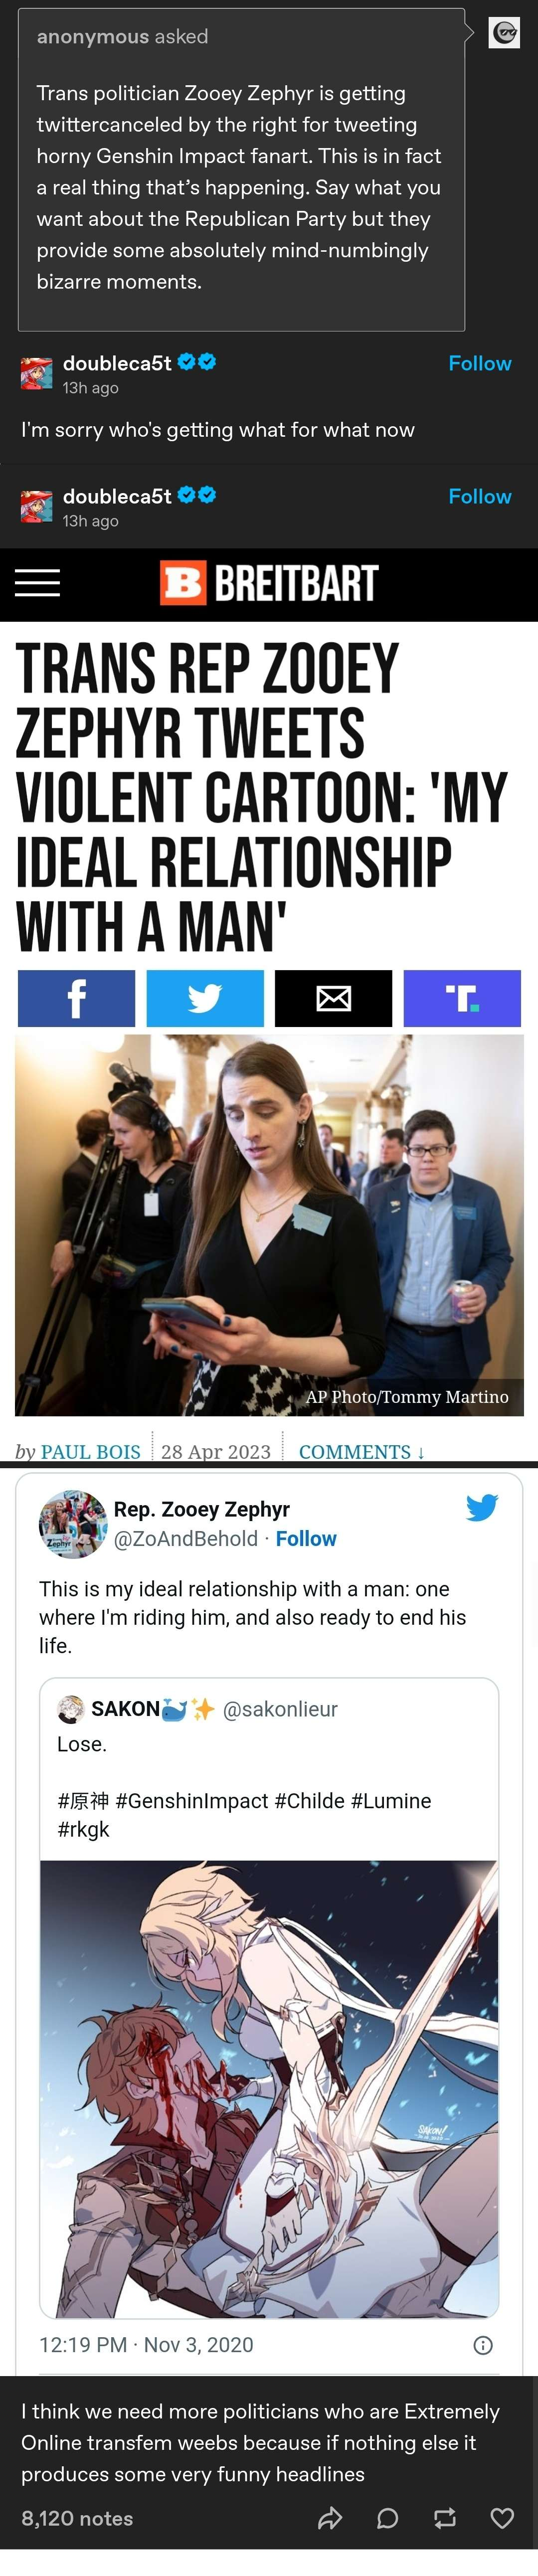 anonymous asked
Trans politician Zooey Zephyr is getting
twittercanceled by the right for tweeting
horny Genshin Impact fanart. This is in fact
a real thing that’s happening. Say what you
want about the Republican Party but they
provide some absolutely mind-numbingly
bizarre moments.
doubleca5t
Follow
13h ago
I'm sorry who's getting what for what now
doubleca5t
Follow
13h ago
B BREITBART
TRANS REP ZOOEY
ZEPHYR TWEETS
VIOLENT CARTOON: 'MY
IDEAL RELATIONSHIP
WITH A MAN'
AP Photo/Tommy Martino
by PAUL BOIS 28 Apr 2023 COMMENTS ↓
Zephyr
Rep. Zooey Zephyr
@ZoAndBehold · Follow
This is my ideal relationship with a man: one
where I'm riding him, and also ready to end his
life.
SAKON🐳✨ @sakonlieur
Lose.
#原神 #GenshinImpact #Childe #Lumine
#rkgk
SAKON!
12:19 PM · Nov 3, 2020
I think we need more politicians who are Extremely
Online transfem weebs because if nothing else it
produces some very funny headlines
8,120 notes